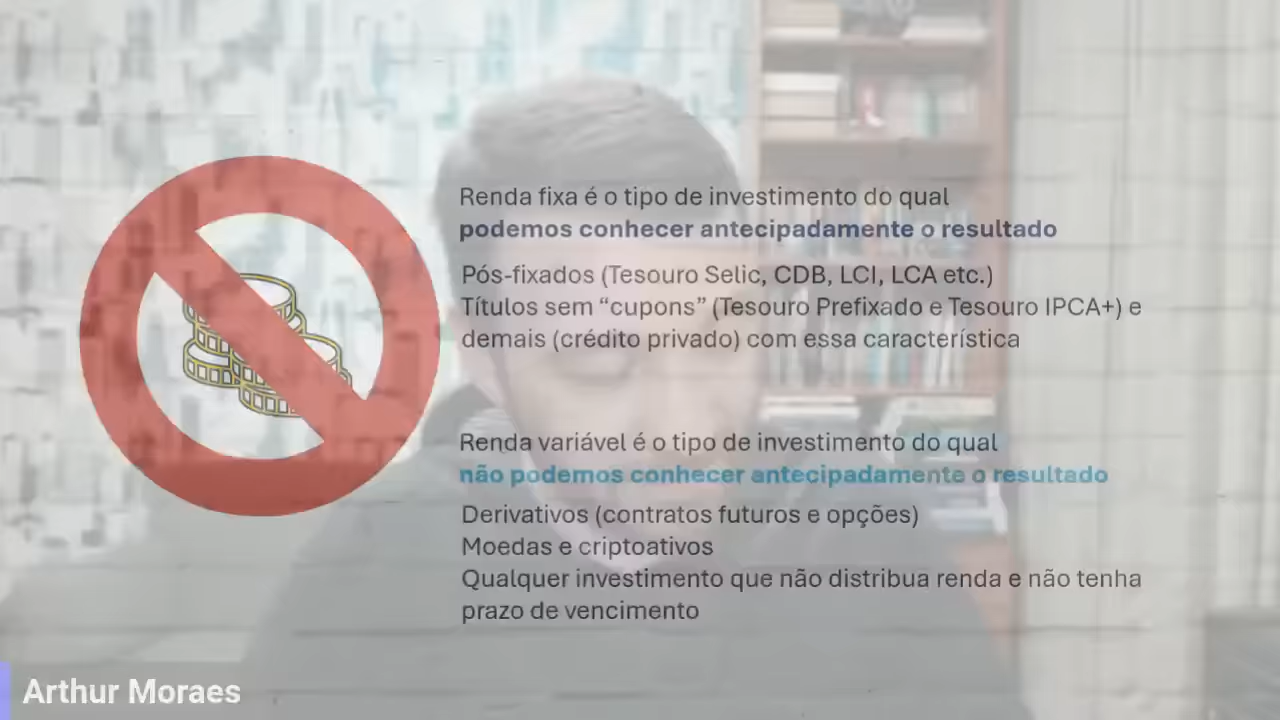 Renda fixa é o tipo de investimento do qual
podemos conhecer antecipadamente o resultado
Pós-fixados (Tesouro Selic, CDB, LCI, LCA etc.)
Títulos sem “cupons” (Tesouro Prefixado e Tesouro IPCA+) e
demais (crédito privado) com essa característica
Renda variável é o tipo de investimento do qual
não podemos conhecer antecipadamente o resultado
Derivativos (contratos futuros e opções)
Moedas e criptoativos
Qualquer investimento que não distribua renda e não tenha
prazo de vencimento
Arthur Moraes